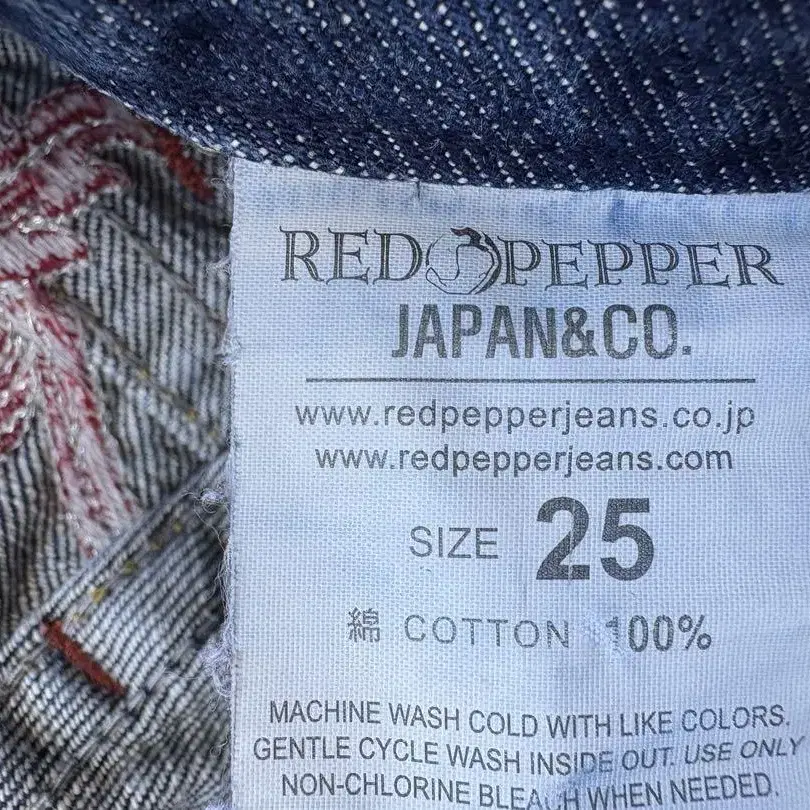 RED PEPPER
JAPAN&CO.
www.redpepperjeans.co.jp
www.redpepperjeans.com
SIZE 25
綿 COTTON 100%
MACHINE WASH COLD WITH LIKE COLORS.
GENTLE CYCLE WASH INSIDE OUT. USE ONLY
NON-CHLORINE BLEACH WHEN NEEDED.